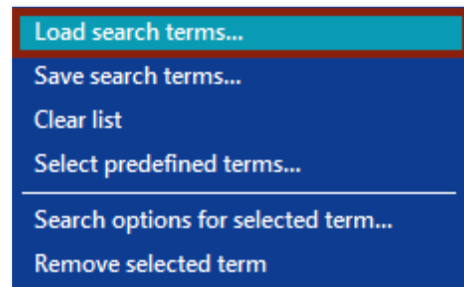 Load search terms...
Save search terms...
Clear list
Select predefined terms...
Search options for selected term...
Remove selected term